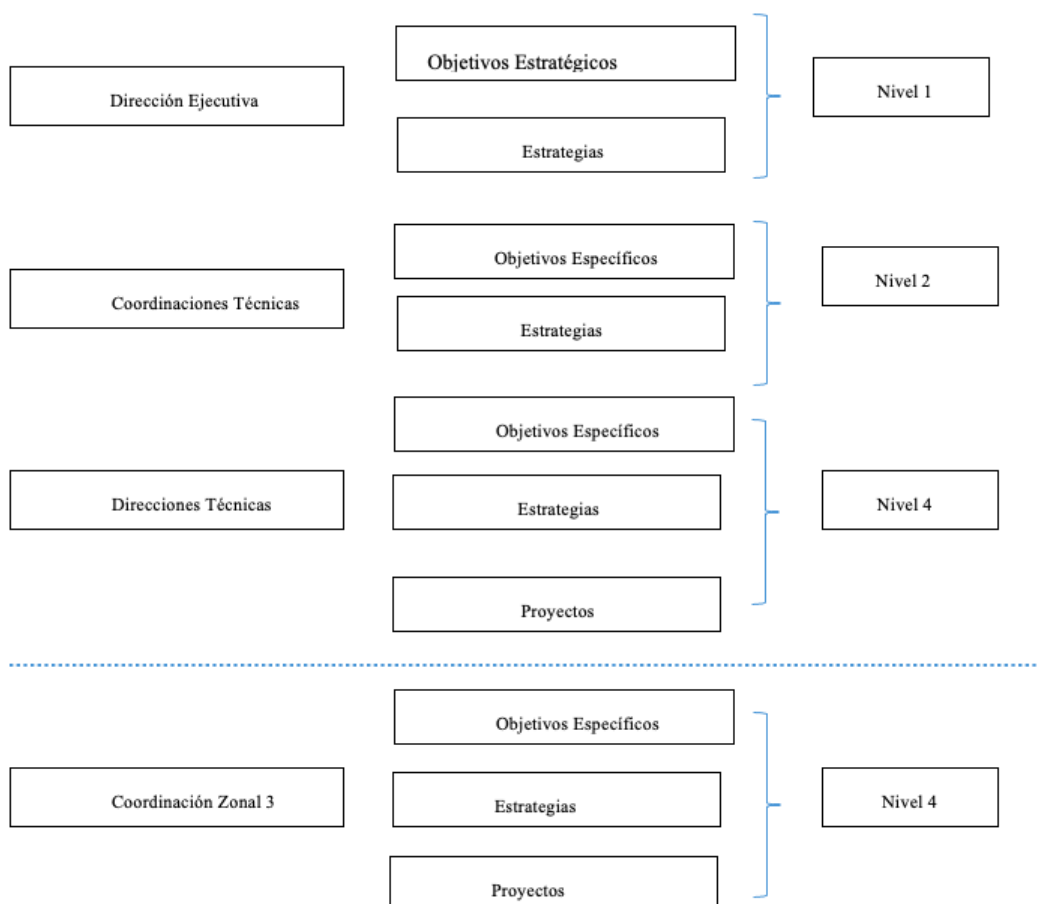 Objetivos Estratégicos
Dirección Ejecutiva
Nivel 1
Estrategias
Objetivos Específicos
Coordinaciones Técnicas
Nivel 2
Estrategias
Objetivos Específicos
Direcciones Técnicas
Estrategias
Nivel 4
Proyectos
Objetivos Específicos
Coordinación Zonal 3
Estrategias
Nivel 4
Proyectos